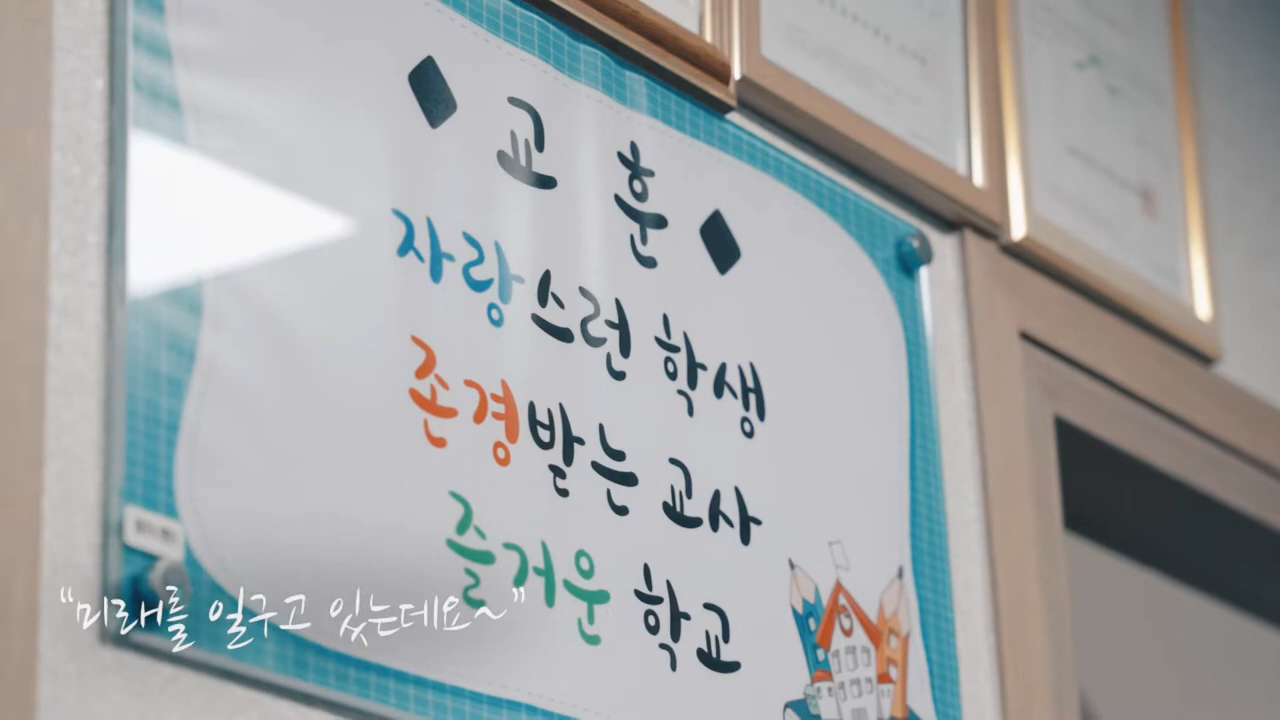 ◆ 교 훈 ◆
자랑스런 학생
존경받는 교사
즐거운 학교
“미래를 일구고 있는데요~”